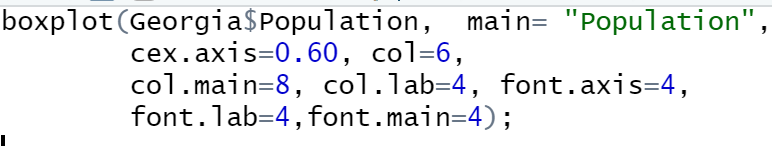 boxplot(Georgia$Population,  main= "Population",
cex.axis=0.60, col=6,
col.main=8, col.lab=4, font.axis=4,
font.lab=4,font.main=4);